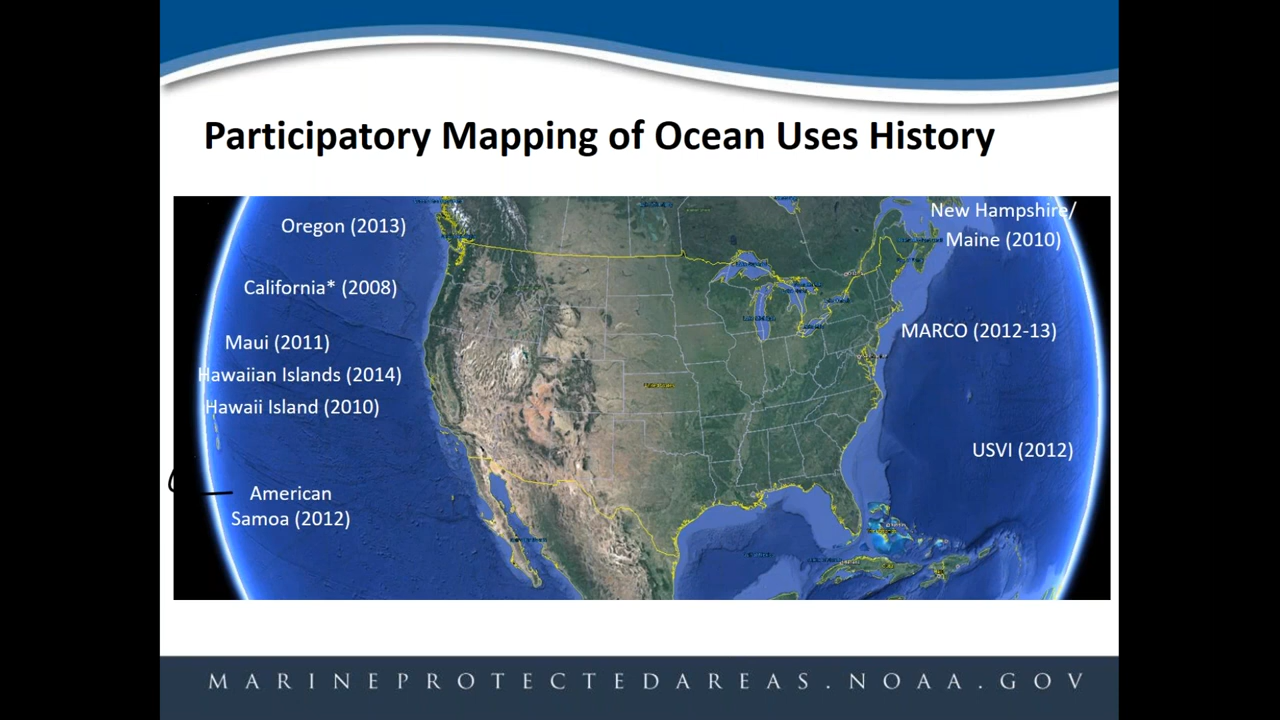 Participatory Mapping of Ocean Uses History
Oregon (2013)
California* (2008)
Maui (2011)
Hawaiian Islands (2014)
Hawaii Island (2010)
American
Samoa (2012)
New Hampshire/
Maine (2010)
MARCO (2012-13)
USVI (2012)
MARINEPROTECTEDAREAS.NOAA.GOV